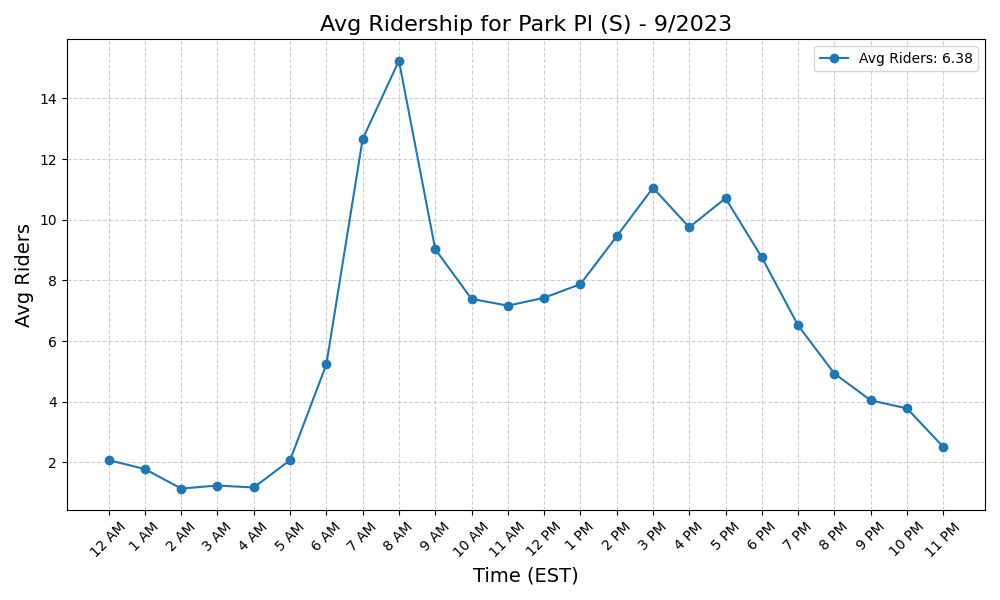 Avg Ridership for Park Pl (S) - 9/2023
Avg Riders: 6.38
Avg Riders
14
12
10
8
6
4
2
12 AM
1 AM
2 AM
3 AM
4 AM
5 AM
6 AM
7 AM
8 AM
9 AM
10 AM
11 AM
12 PM
1 PM
2 PM
3 PM
4 PM
5 PM
6 PM
7 PM
8 PM
9 PM
10 PM
11 PM
Time (EST)